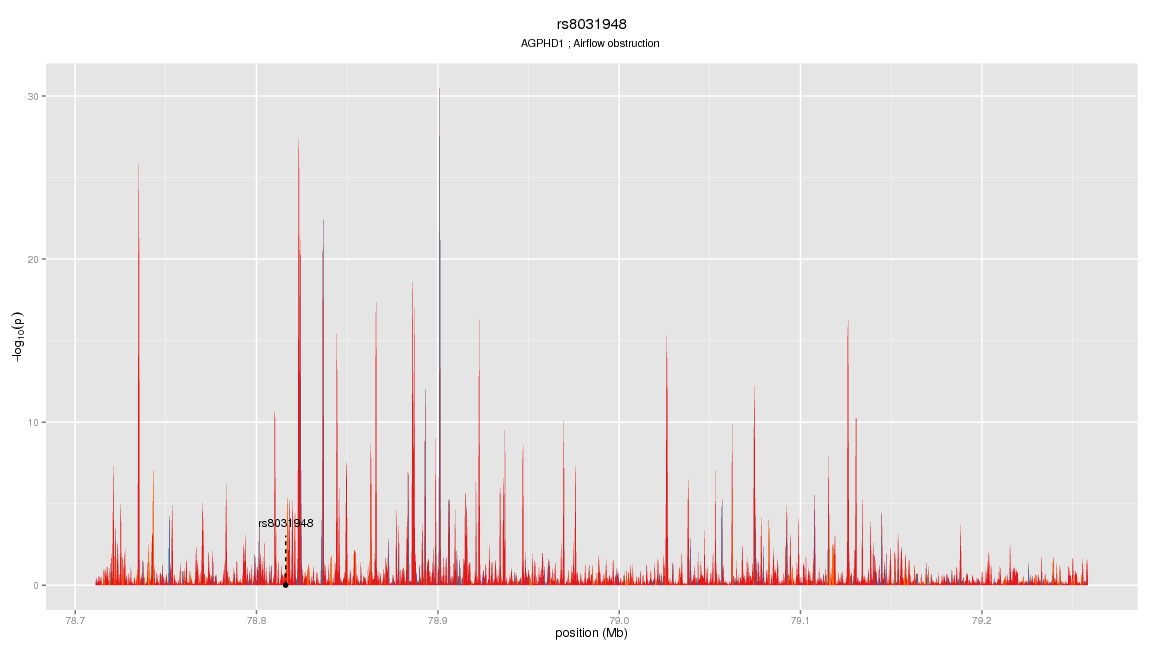 rs8031948
AGPHD1 ; Airflow obstruction
30
20
10
0
−log10(p)
rs8031948
78.7 78.8 78.9 79.0 79.1 79.2
position (Mb)